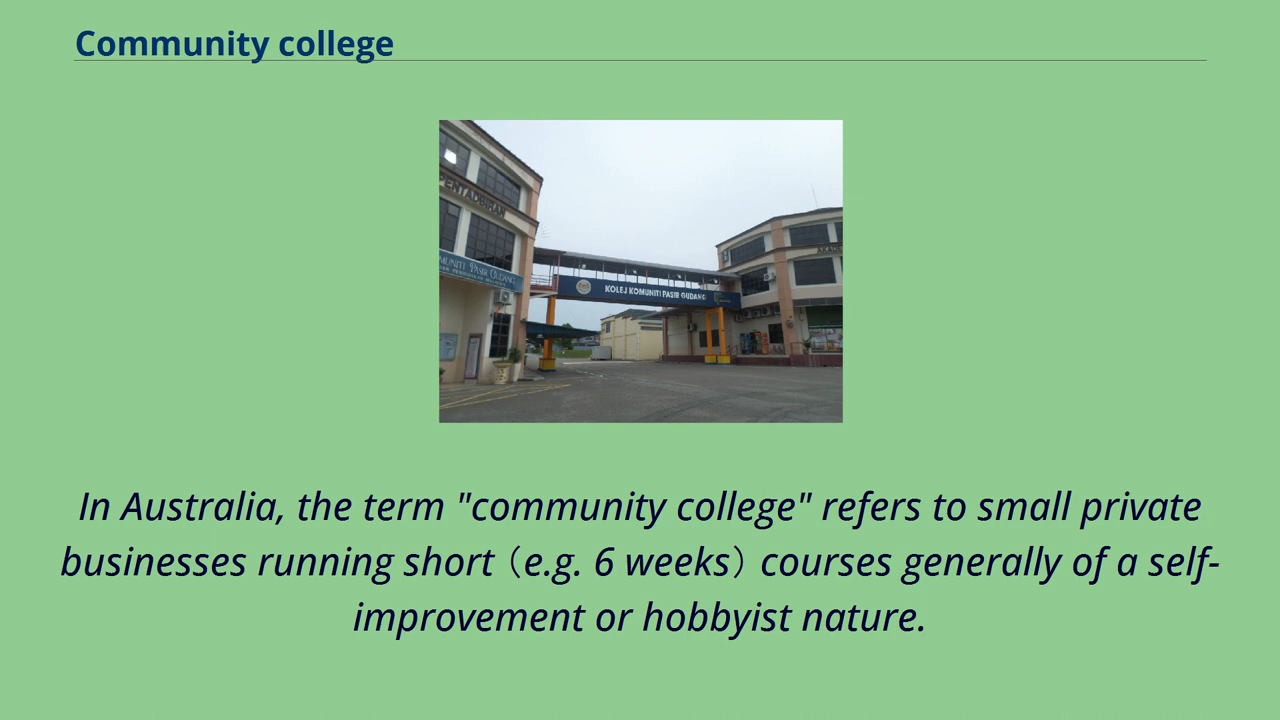 Community college
PENTADBIRAN
PASIR GUDANG
KOLEJ KOMUNITI PASIR GUDANG
In Australia, the term "community college" refers to small private
businesses running short（e.g. 6 weeks）courses generally of a self-
improvement or hobbyist nature.